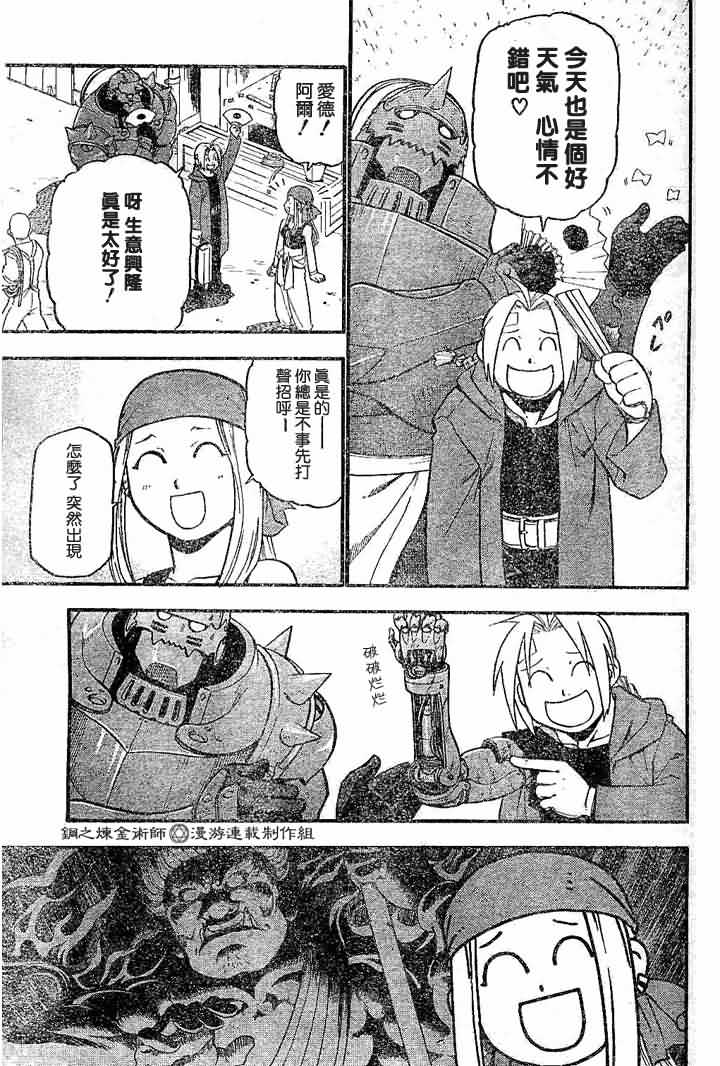 今天也是個好
天氣 心情不
錯吧♡
愛德!
阿爾!
呀 生意興隆
眞是太好了!
眞是的——
你總是不事先打
聲招呼ー
怎麼了 突然出現
破破烂烂
鋼之煉金術師 漫游連載制作組